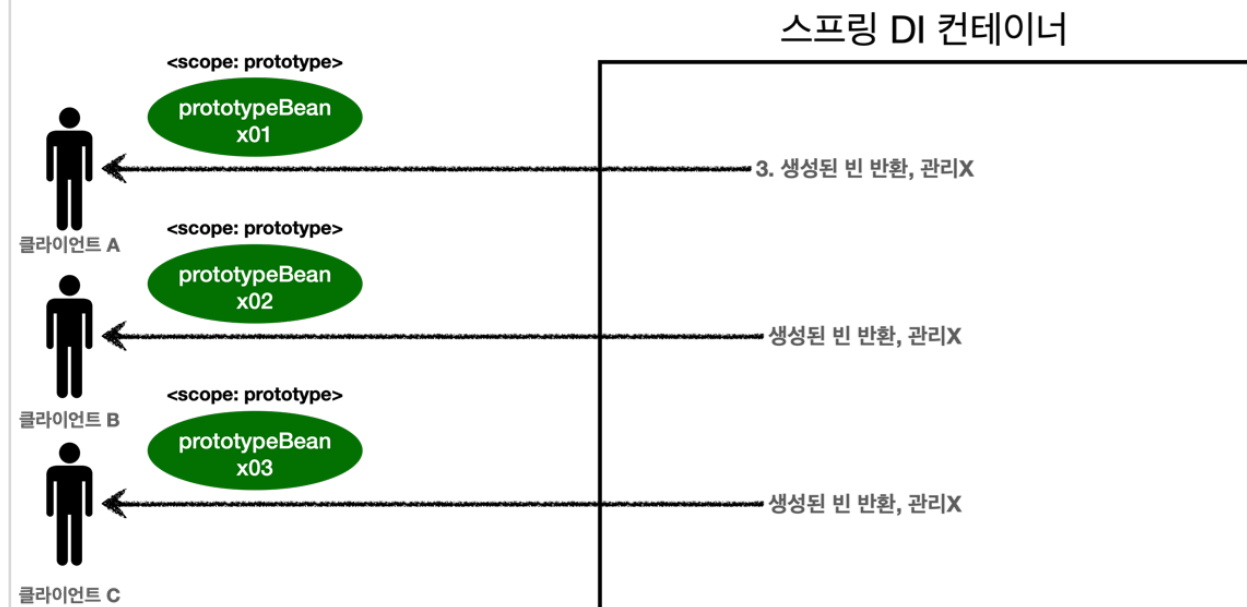 스프링 DI 컨테이너
<scope: prototype>
prototypeBean
x01
3. 생성된 빈 반환, 관리X
클라이언트 A
<scope: prototype>
prototypeBean
x02
생성된 빈 반환, 관리X
클라이언트 B
<scope: prototype>
prototypeBean
x03
생성된 빈 반환, 관리X
클라이언트 C